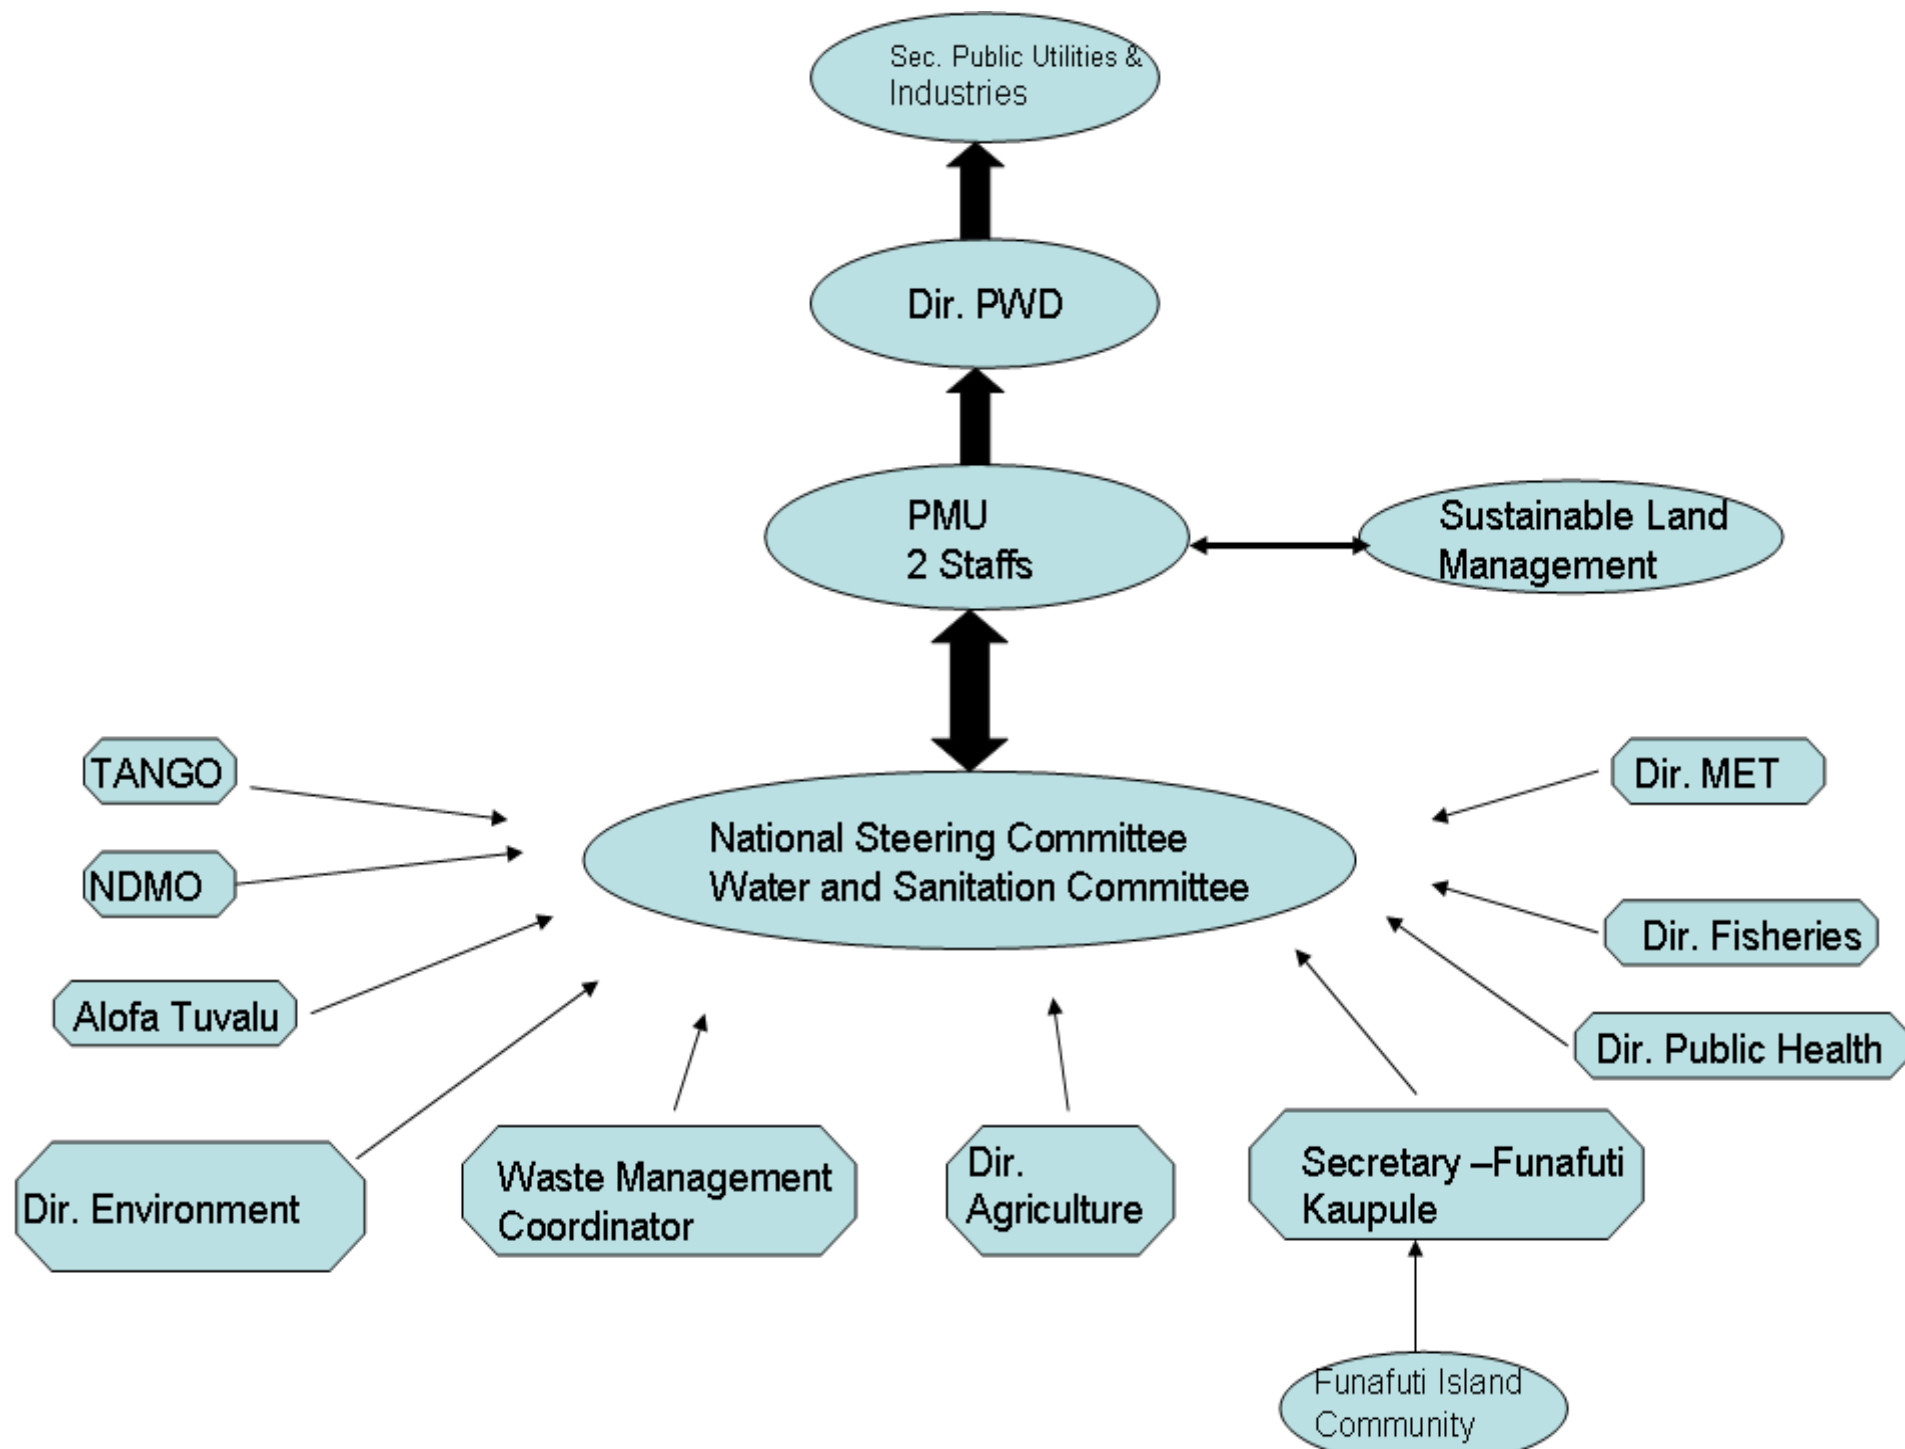 Sec. Public Utilities &
Industries
Dir. PWD
PMU
2 Staffs
Sustainable Land
Management
TANGO
NDMO
Alofa Tuvalu
National Steering Committee
Water and Sanitation Committee
Dir. MET
Dir. Fisheries
Dir. Public Health
Dir. Environment
Waste Management
Coordinator
Dir.
Agriculture
Secretary –Funafuti
Kaupule
Funafuti Island
Community